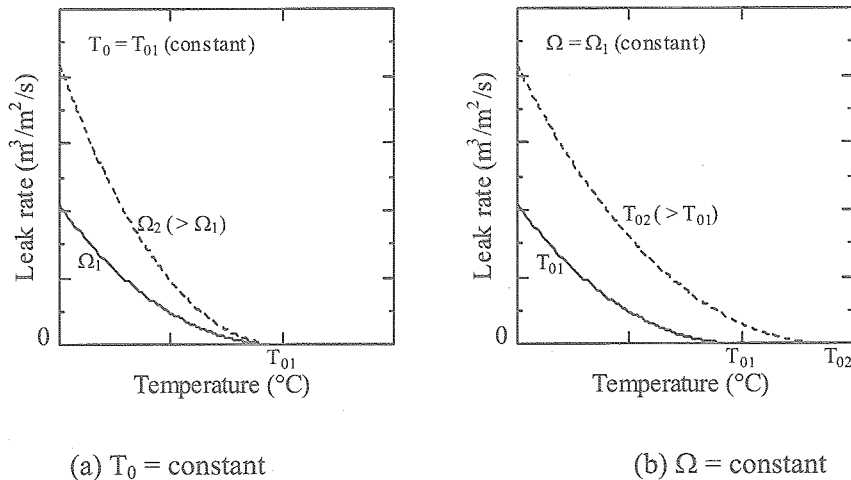 T₀ = T₀₁ (constant)
Leak rate (m³/m²/s)
Ω₂ (> Ω₁)
Ω₁
0
T₀₁
Temperature (°C)
(a) T₀ = constant
Ω = Ω₁ (constant)
Leak rate (m³/m²/s)
T₀₂ (> T₀₁)
T₀₁
0
T₀₁
T₀₂
Temperature (°C)
(b) Ω = constant